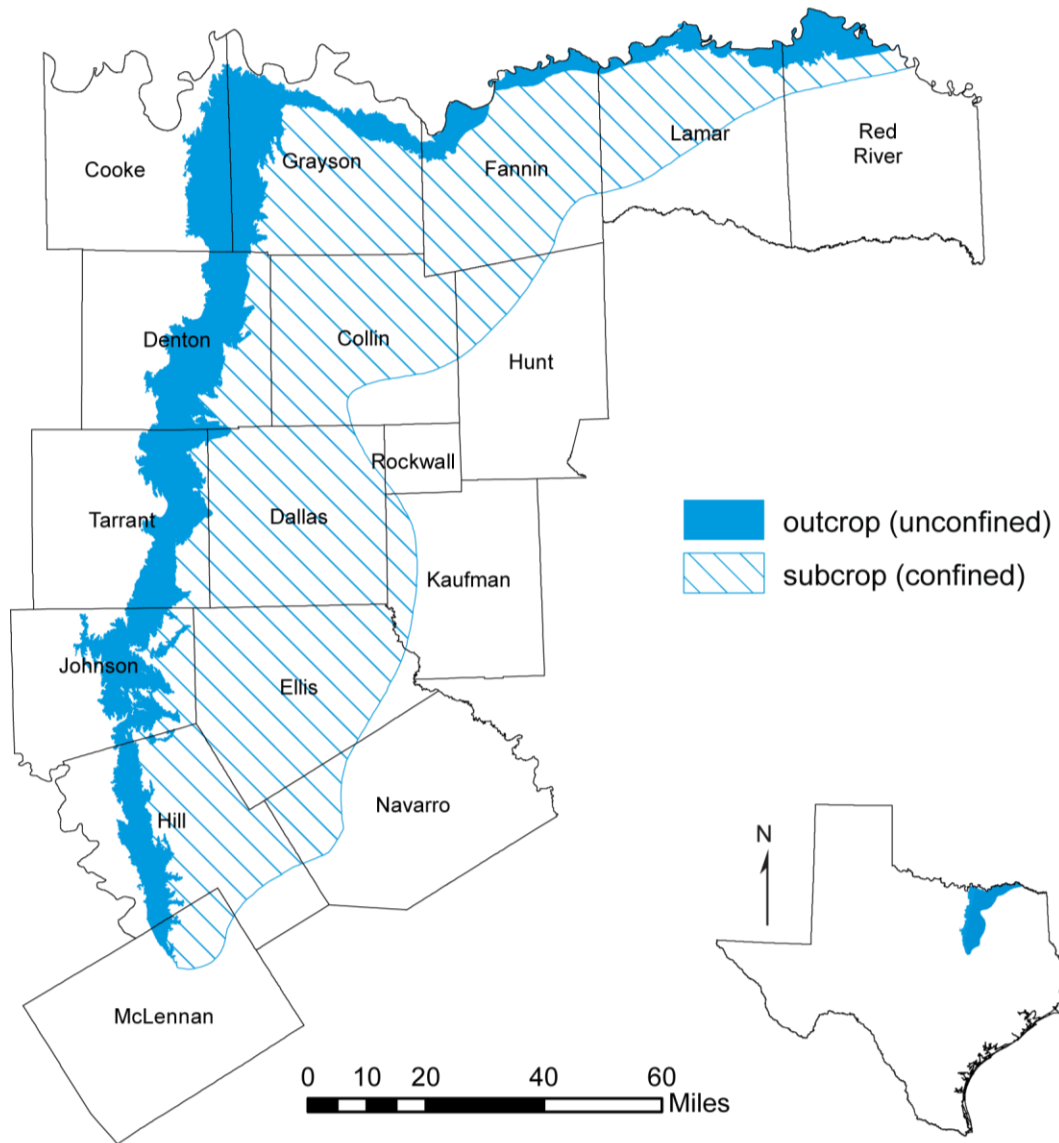 Cooke
Grayson
Fannin
Lamar
Red
River
Denton
Collin
Hunt
Rockwall
Tarrant
Dallas
Kaufman
outcrop (unconfined)
subcrop (confined)
Johnson
Ellis
Hill
Navarro
N
McLennan
0 10 20 40 60
Miles